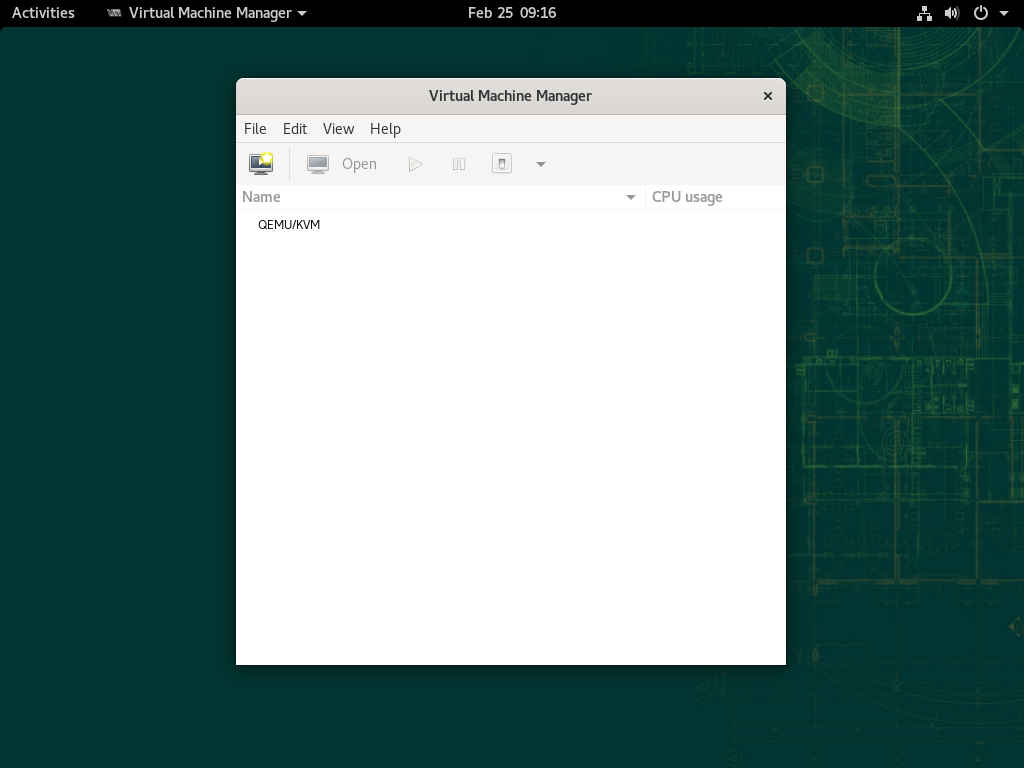 Activities Virtual Machine Manager Feb 25 09:16
Virtual Machine Manager
File Edit View Help
Open
Name CPU usage
QEMU/KVM